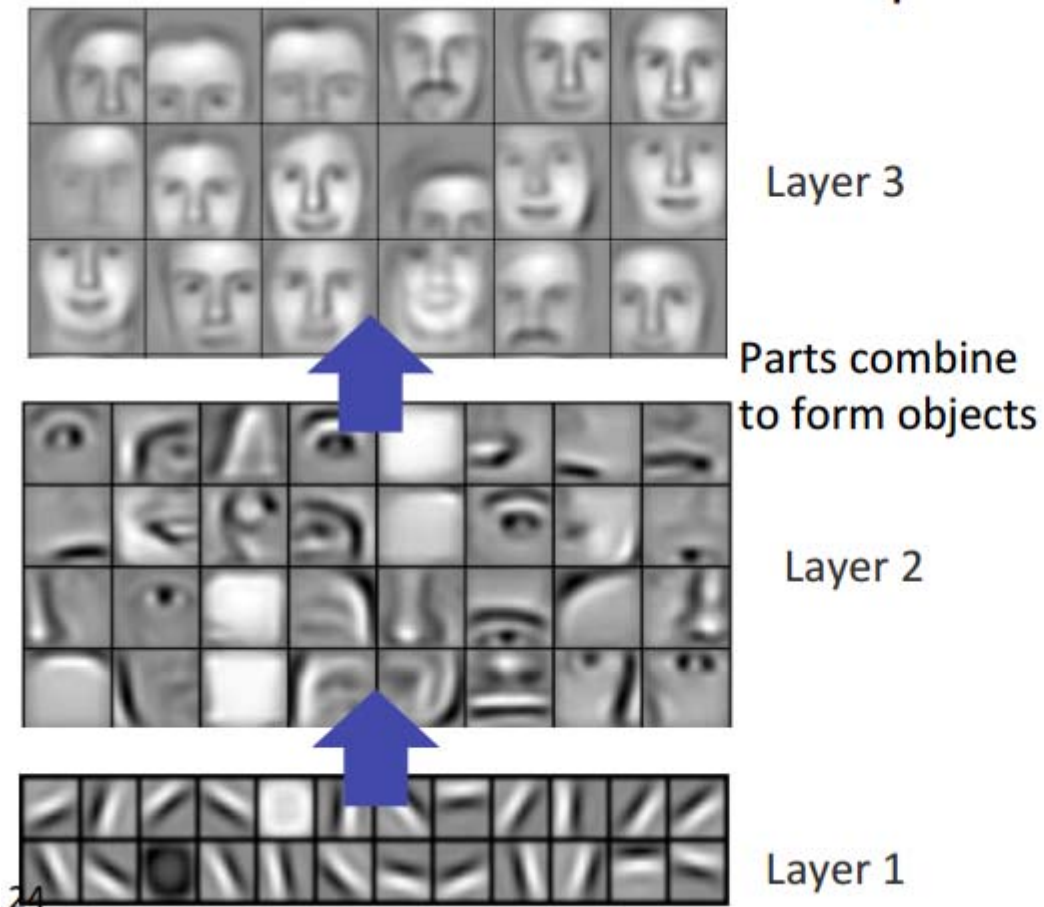 Layer 3
Parts combine
to form objects
Layer 2
Layer 1
24